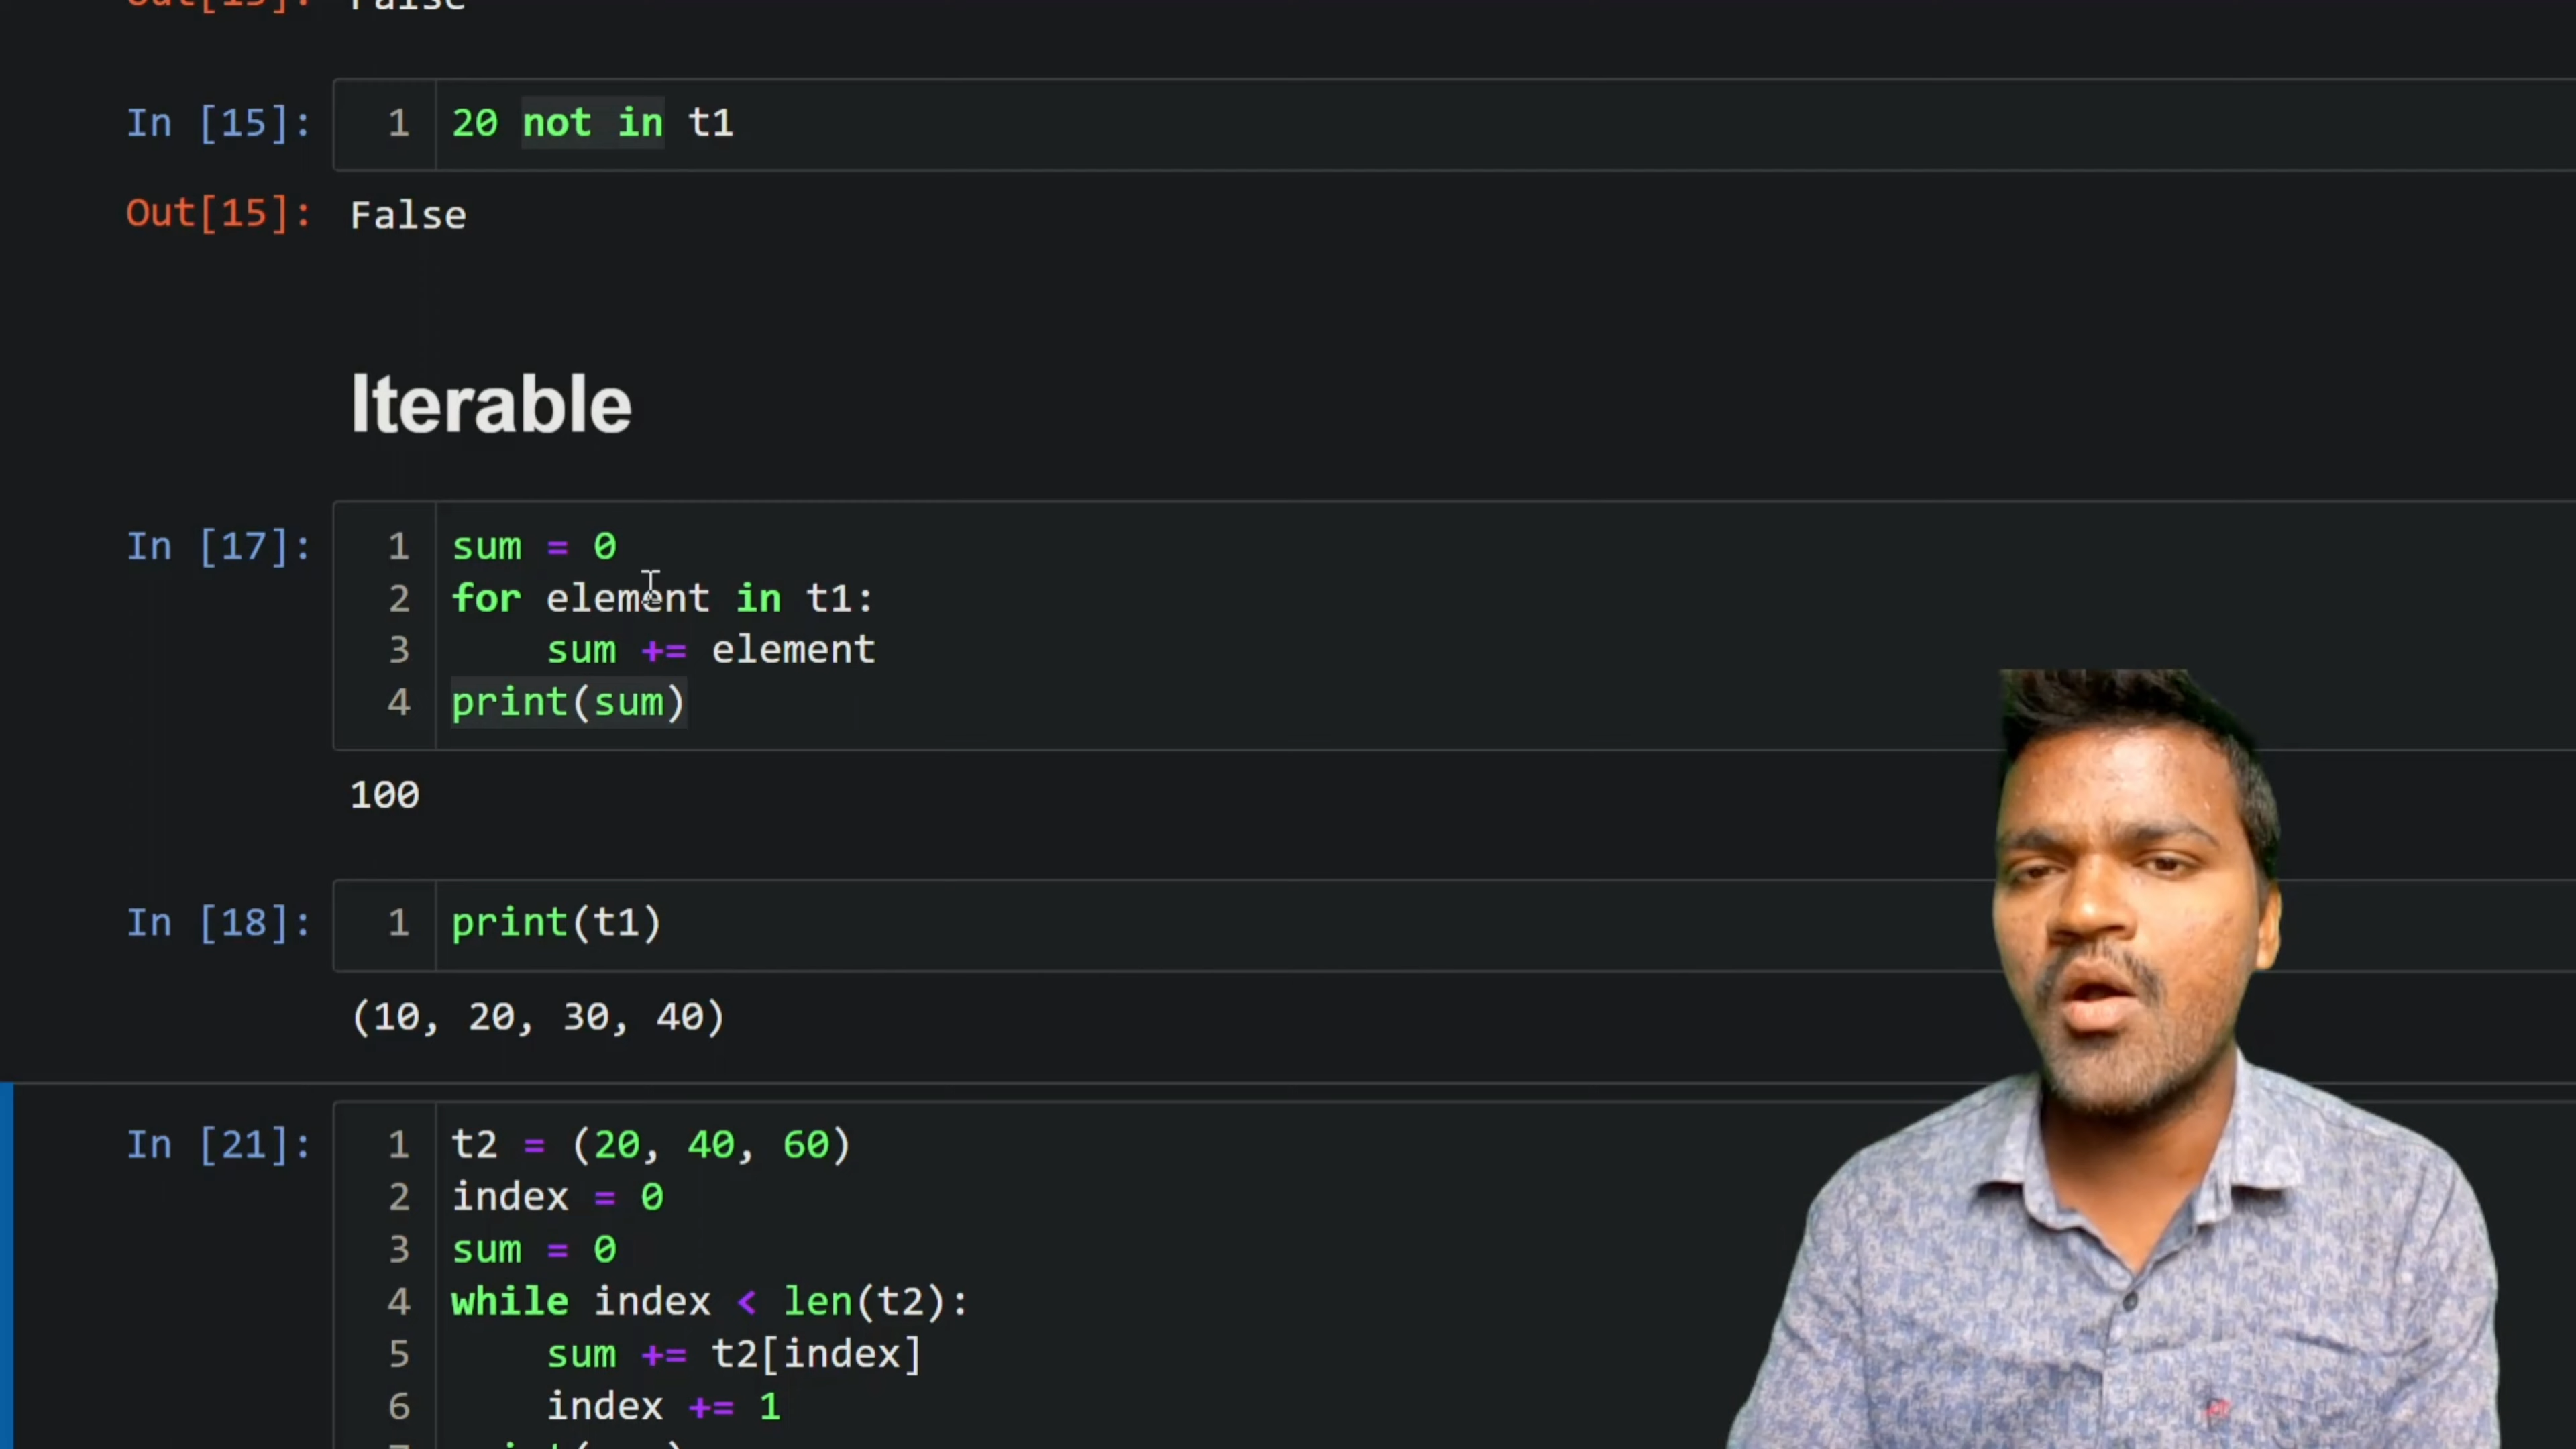 Out[15]: False
In [15]: 1 20 not in t1
Out[15]: False
Iterable
In [17]: 1 sum = 0
2 for element in t1:
3 sum += element
4 print(sum)
100
In [18]: 1 print(t1)
(10, 20, 30, 40)
In [21]: 1 t2 = (20, 40, 60)
2 index = 0
3 sum = 0
4 while index < len(t2):
5 sum += t2[index]
6 index += 1